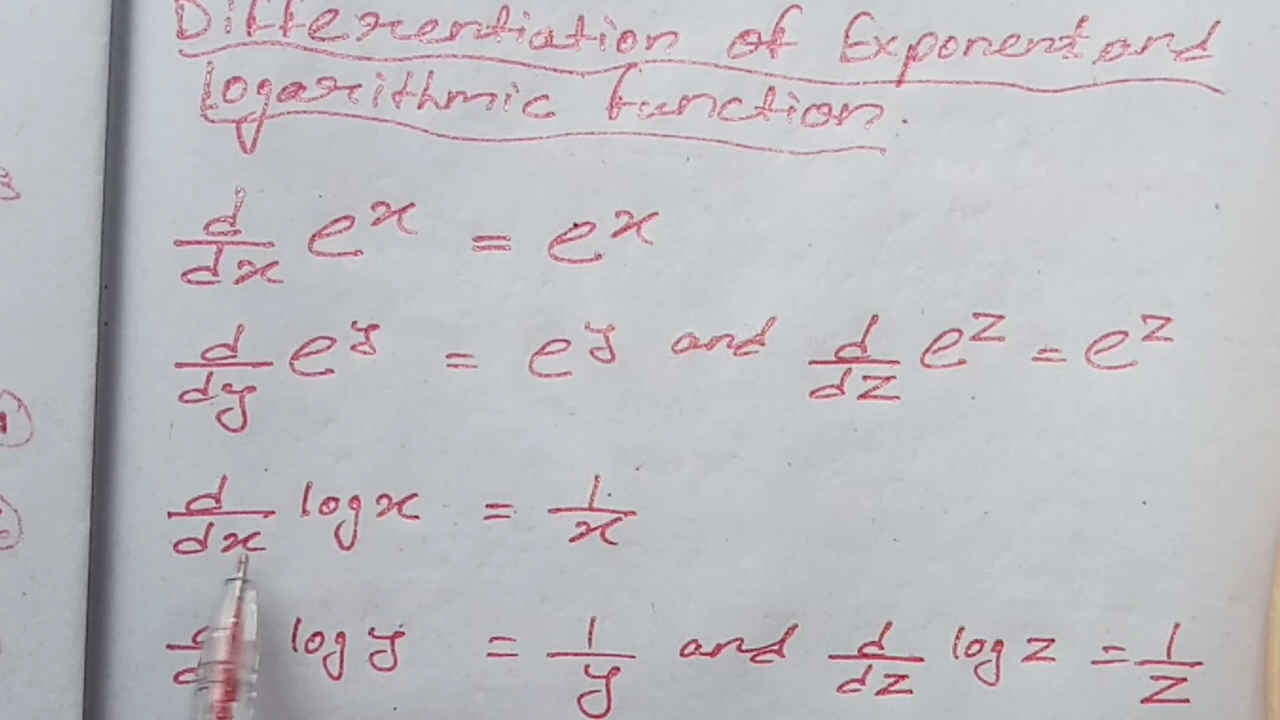 Differentiation of Exponent and
Logarithmic function.
d/dx e^x = e^x
d/dy e^y = e^y and d/dz e^z = e^z
d/dx log x = 1/x
log y = 1/y and d/dz log z = 1/z